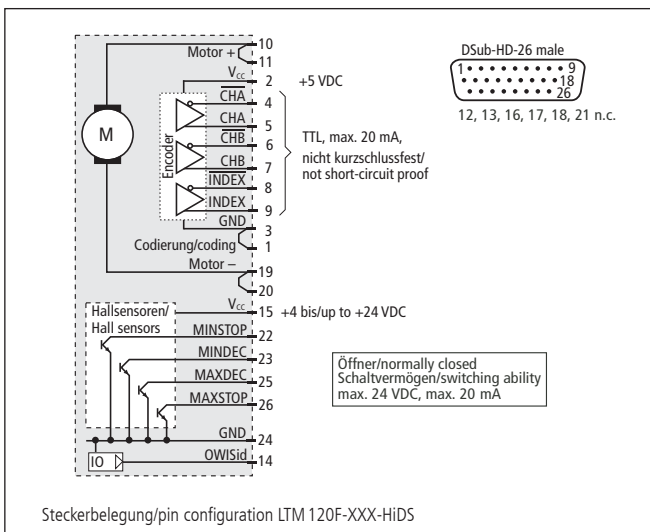 10
Motor +
11
Vcc
2
+5 VDC
CHA
4
CHA
5
CHB
6
CHB
7
INDEX
8
INDEX
9
GND
3
Codierung/coding
1
Motor –
19
20
M
Encoder
TTL, max. 20 mA,
nicht kurzschlussfest/
not short-circuit proof
DSub-HD-26 male
1
9
18
26
12, 13, 16, 17, 18, 21 n.c.
Hallsensoren/
Hall sensors
Vcc
15
+4 bis/up to +24 VDC
MINSTOP
22
MINDEC
23
MAXDEC
25
MAXSTOP
26
GND
24
IO
OWISid
14
Öffner/normally closed
Schaltvermögen/switching ability
max. 24 VDC, max. 20 mA
Steckerbelegung/pin configuration LTM 120F-XXX-HiDS